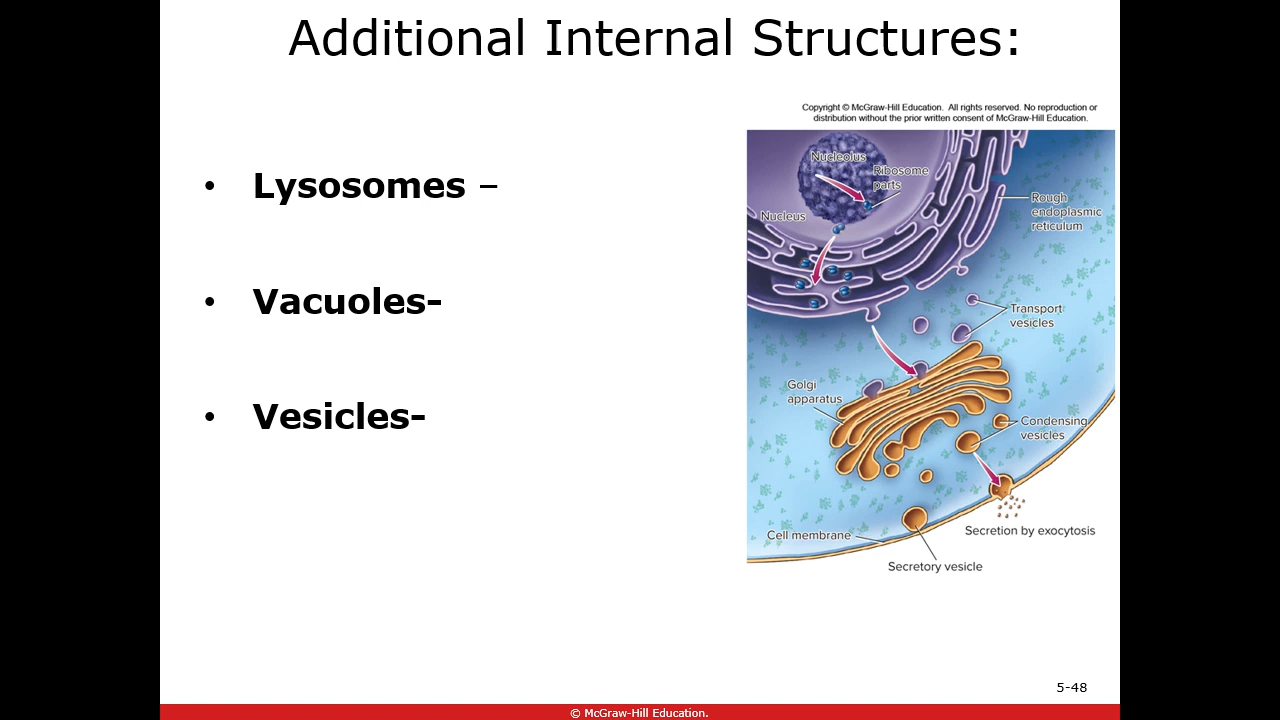 Additional Internal Structures:
Copyright © McGraw-Hill Education. All rights reserved. No reproduction or
distribution without the prior written consent of McGraw-Hill Education.
• Lysosomes –
• Vacuoles-
• Vesicles-
Nucleolus
Ribosome
parts
Nucleus
Rough
endoplasmic
reticulum
Transport
vesicles
Golgi
apparatus
Condensing
vesicles
Secretion by exocytosis
Cell membrane
Secretory vesicle
5-48
© McGraw-Hill Education.